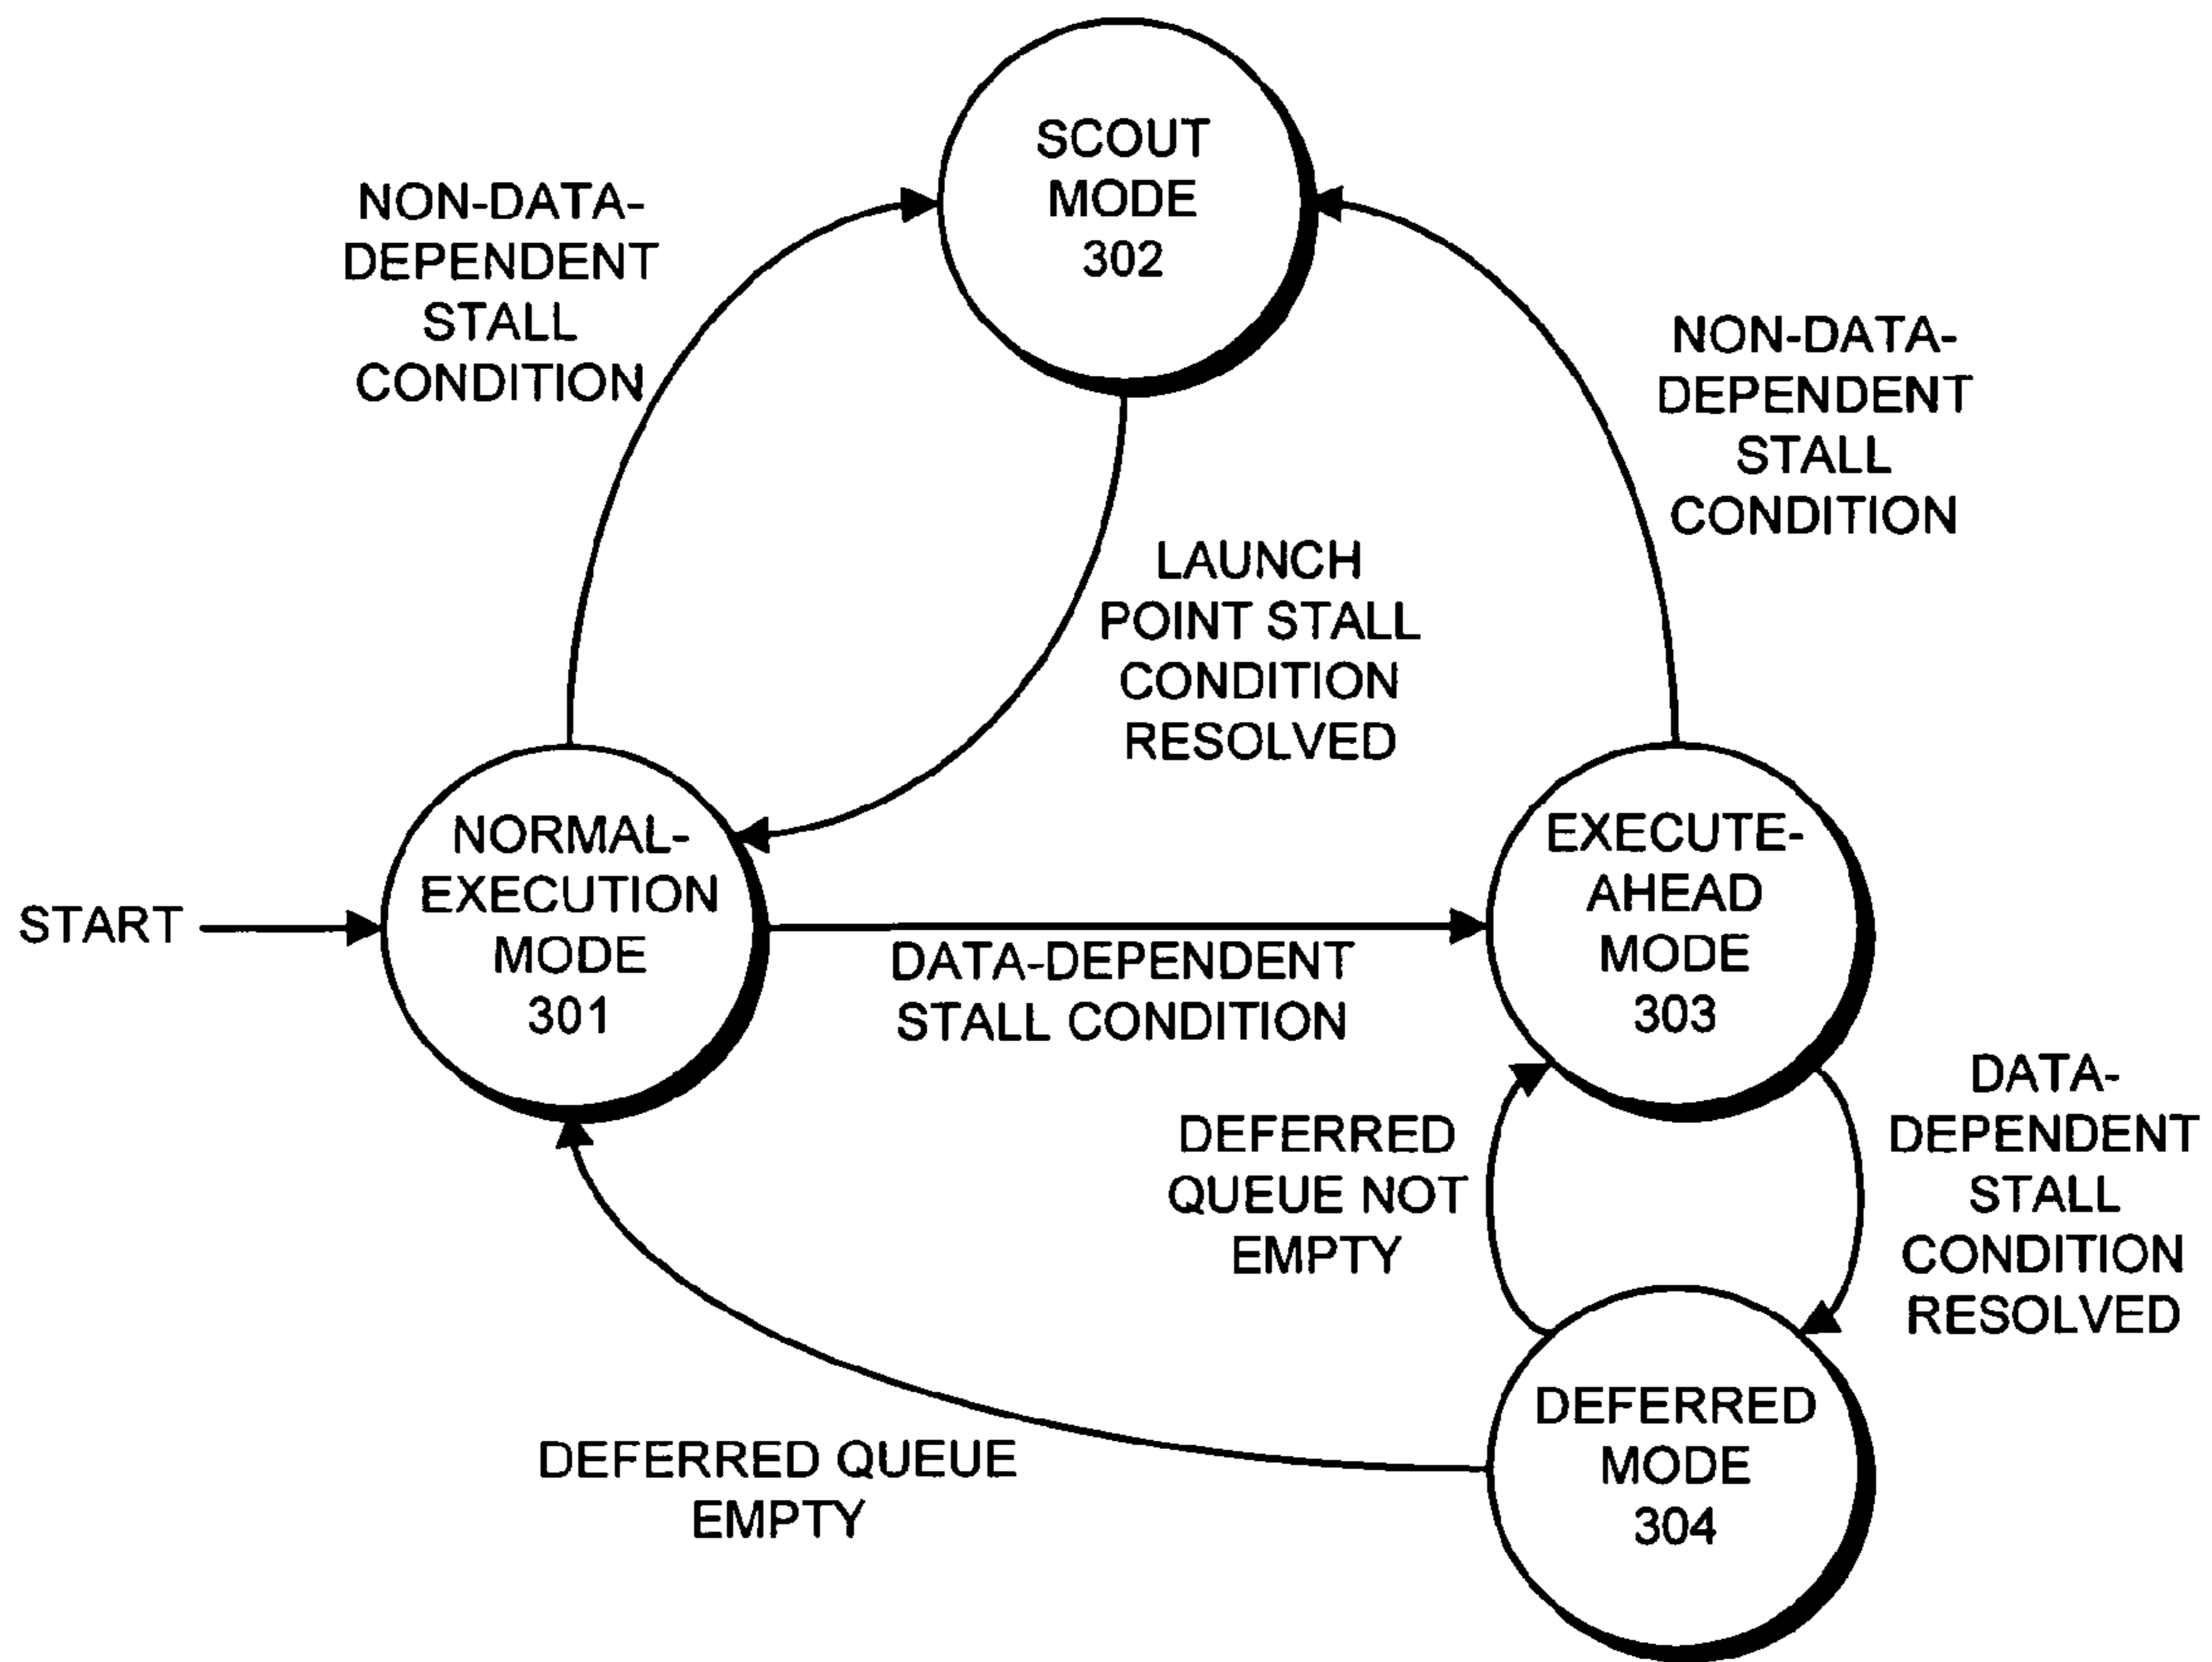 SCOUT
MODE
302
NON-DATA-
DEPENDENT
STALL
CONDITION
NON-DATA-
DEPENDENT
STALL
CONDITION
LAUNCH
POINT STALL
CONDITION
RESOLVED
START
NORMAL-
EXECUTION
MODE
301
DATA-DEPENDENT
STALL CONDITION
EXECUTE-
AHEAD
MODE
303
DEFERRED
QUEUE NOT
EMPTY
DATA-
DEPENDENT
STALL
CONDITION
RESOLVED
DEFERRED
MODE
304
DEFERRED QUEUE
EMPTY